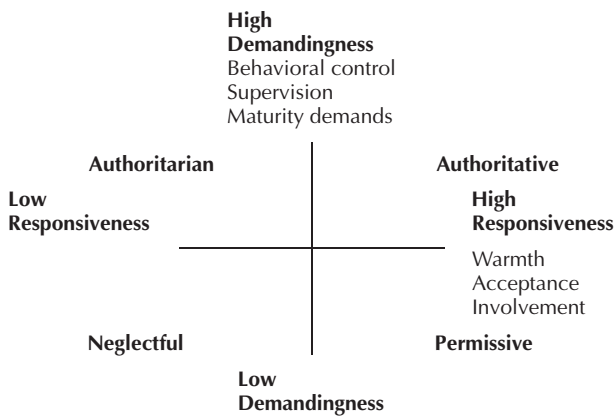 High
Demandingness
Behavioral control
Supervision
Maturity demands
Authoritarian
Authoritative
Low
Responsiveness
High
Responsiveness
Warmth
Acceptance
Involvement
Neglectful
Permissive
Low
Demandingness